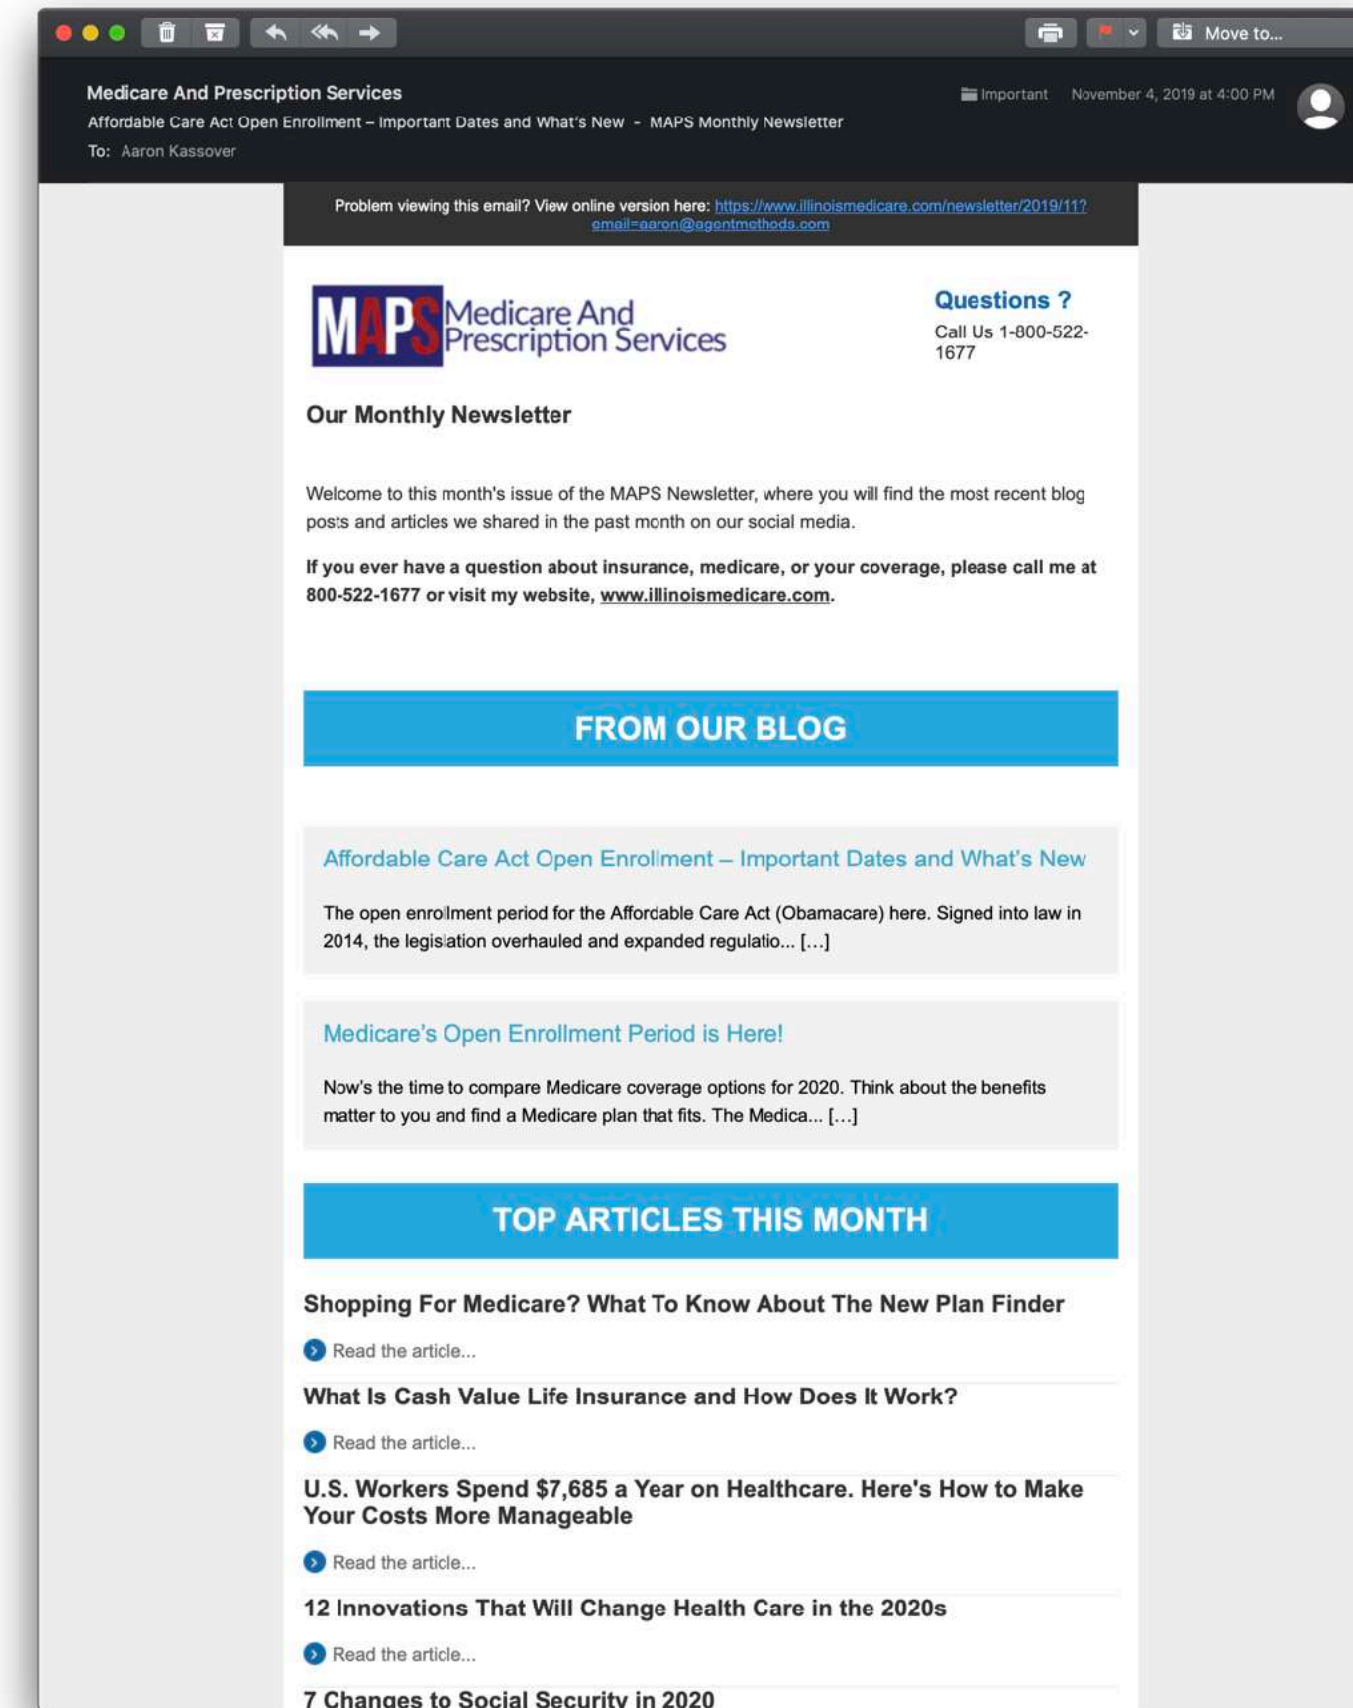 Move to...
Medicare And Prescription Services
Important November 4, 2019 at 4:00 PM
Affordable Care Act Open Enrollment – Important Dates and What's New - MAPS Monthly Newsletter
To: Aaron Kassover
Problem viewing this email? View online version here: https://www.illinoismedicare.com/newsletter/2019/11?
email=aaron@agentmethods.com
MAPS Medicare And
Prescription Services
Questions ?
Call Us 1-800-522-
1677
Our Monthly Newsletter
Welcome to this month's issue of the MAPS Newsletter, where you will find the most recent blog
posts and articles we shared in the past month on our social media.
If you ever have a question about insurance, medicare, or your coverage, please call me at
800-522-1677 or visit my website, www.illinoismedicare.com.
FROM OUR BLOG
Affordable Care Act Open Enrollment – Important Dates and What's New
The open enrollment period for the Affordable Care Act (Obamacare) here. Signed into law in
2014, the legislation overhauled and expanded regulatio... [...]
Medicare's Open Enrollment Period is Here!
Now's the time to compare Medicare coverage options for 2020. Think about the benefits
matter to you and find a Medicare plan that fits. The Medica... [...]
TOP ARTICLES THIS MONTH
Shopping For Medicare? What To Know About The New Plan Finder
Read the article...
What Is Cash Value Life Insurance and How Does It Work?
Read the article...
U.S. Workers Spend $7,685 a Year on Healthcare. Here's How to Make
Your Costs More Manageable
Read the article...
12 Innovations That Will Change Health Care in the 2020s
Read the article...
7 Changes to Social Security in 2020